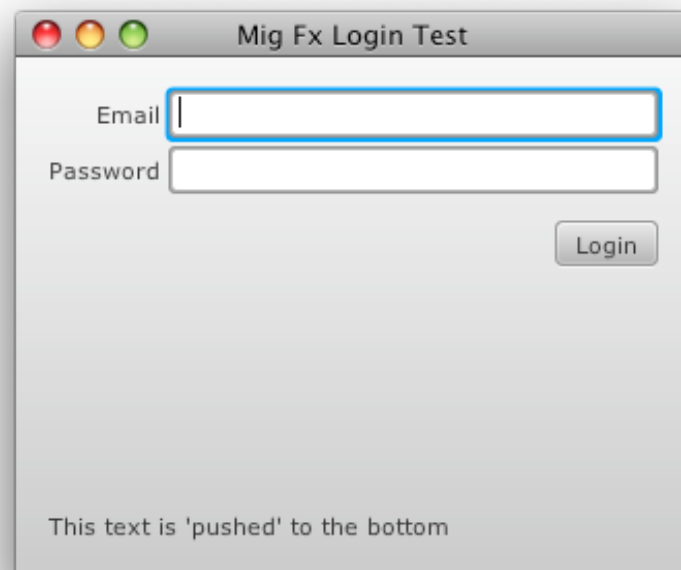 Mig Fx Login Test
Email
Password
Login
This text is 'pushed' to the bottom